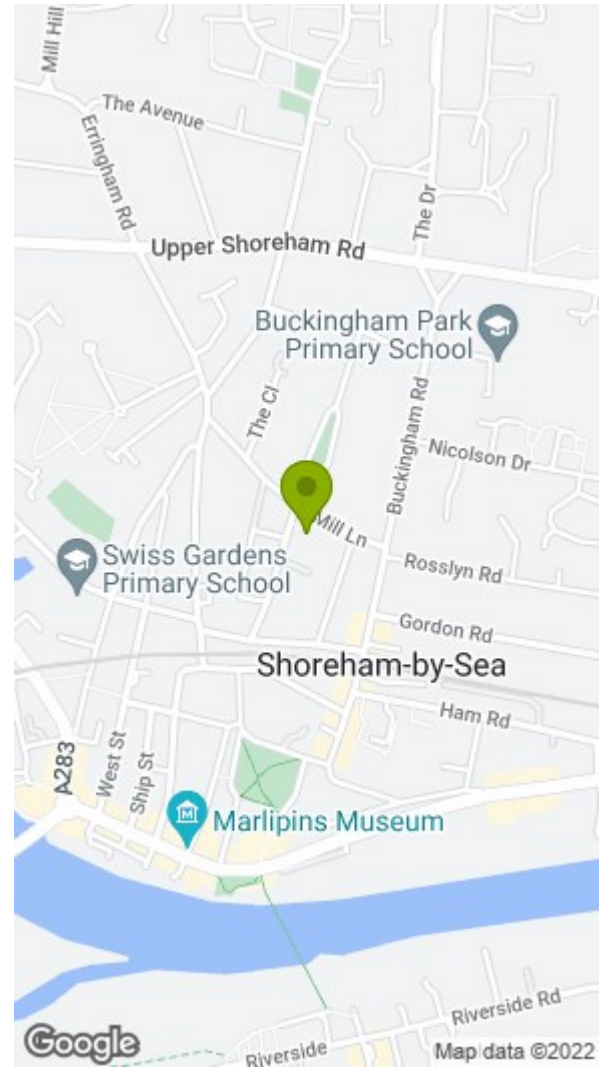 Mill Hill
The Avenue
Erringham Rd
The Dr
Upper Shoreham Rd
Buckingham Park
Primary School
The Cl
Buckingham Rd
Nicolson Dr
Mill Ln
Swiss Gardens
Primary School
Rosslyn Rd
Gordon Rd
Shoreham-by-Sea
Ham Rd
A283
West St
Ship St
M
Marlipins Museum
Riverside Rd
Riverside
Google
Map data ©2022